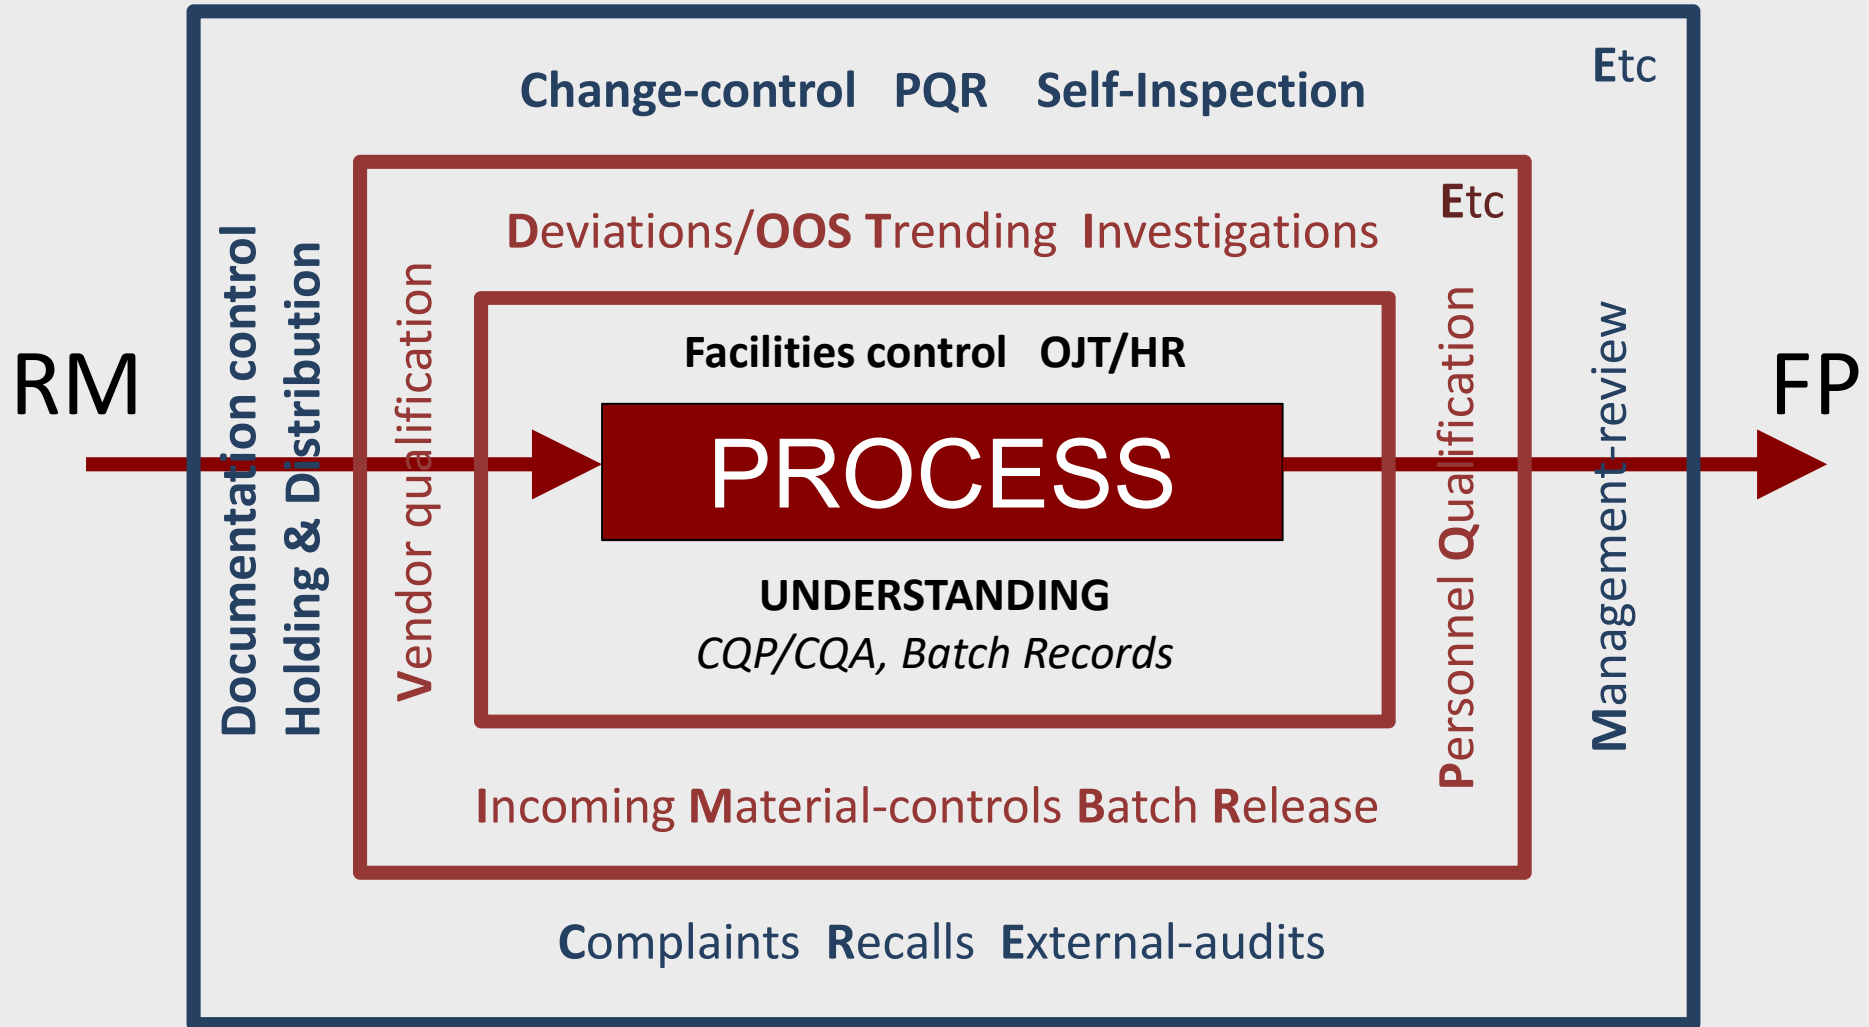 Etc
Change-control PQR Self-Inspection
Etc
Deviations/OOS Trending Investigations
Documentation control
Holding & Distribution
Vendor qualification
Facilities control OJT/HR
Personnel Qualification
Management-review
RM
FP
PROCESS
UNDERSTANDING
CQP/CQA, Batch Records
Incoming Material-controls Batch Release
Complaints Recalls External-audits